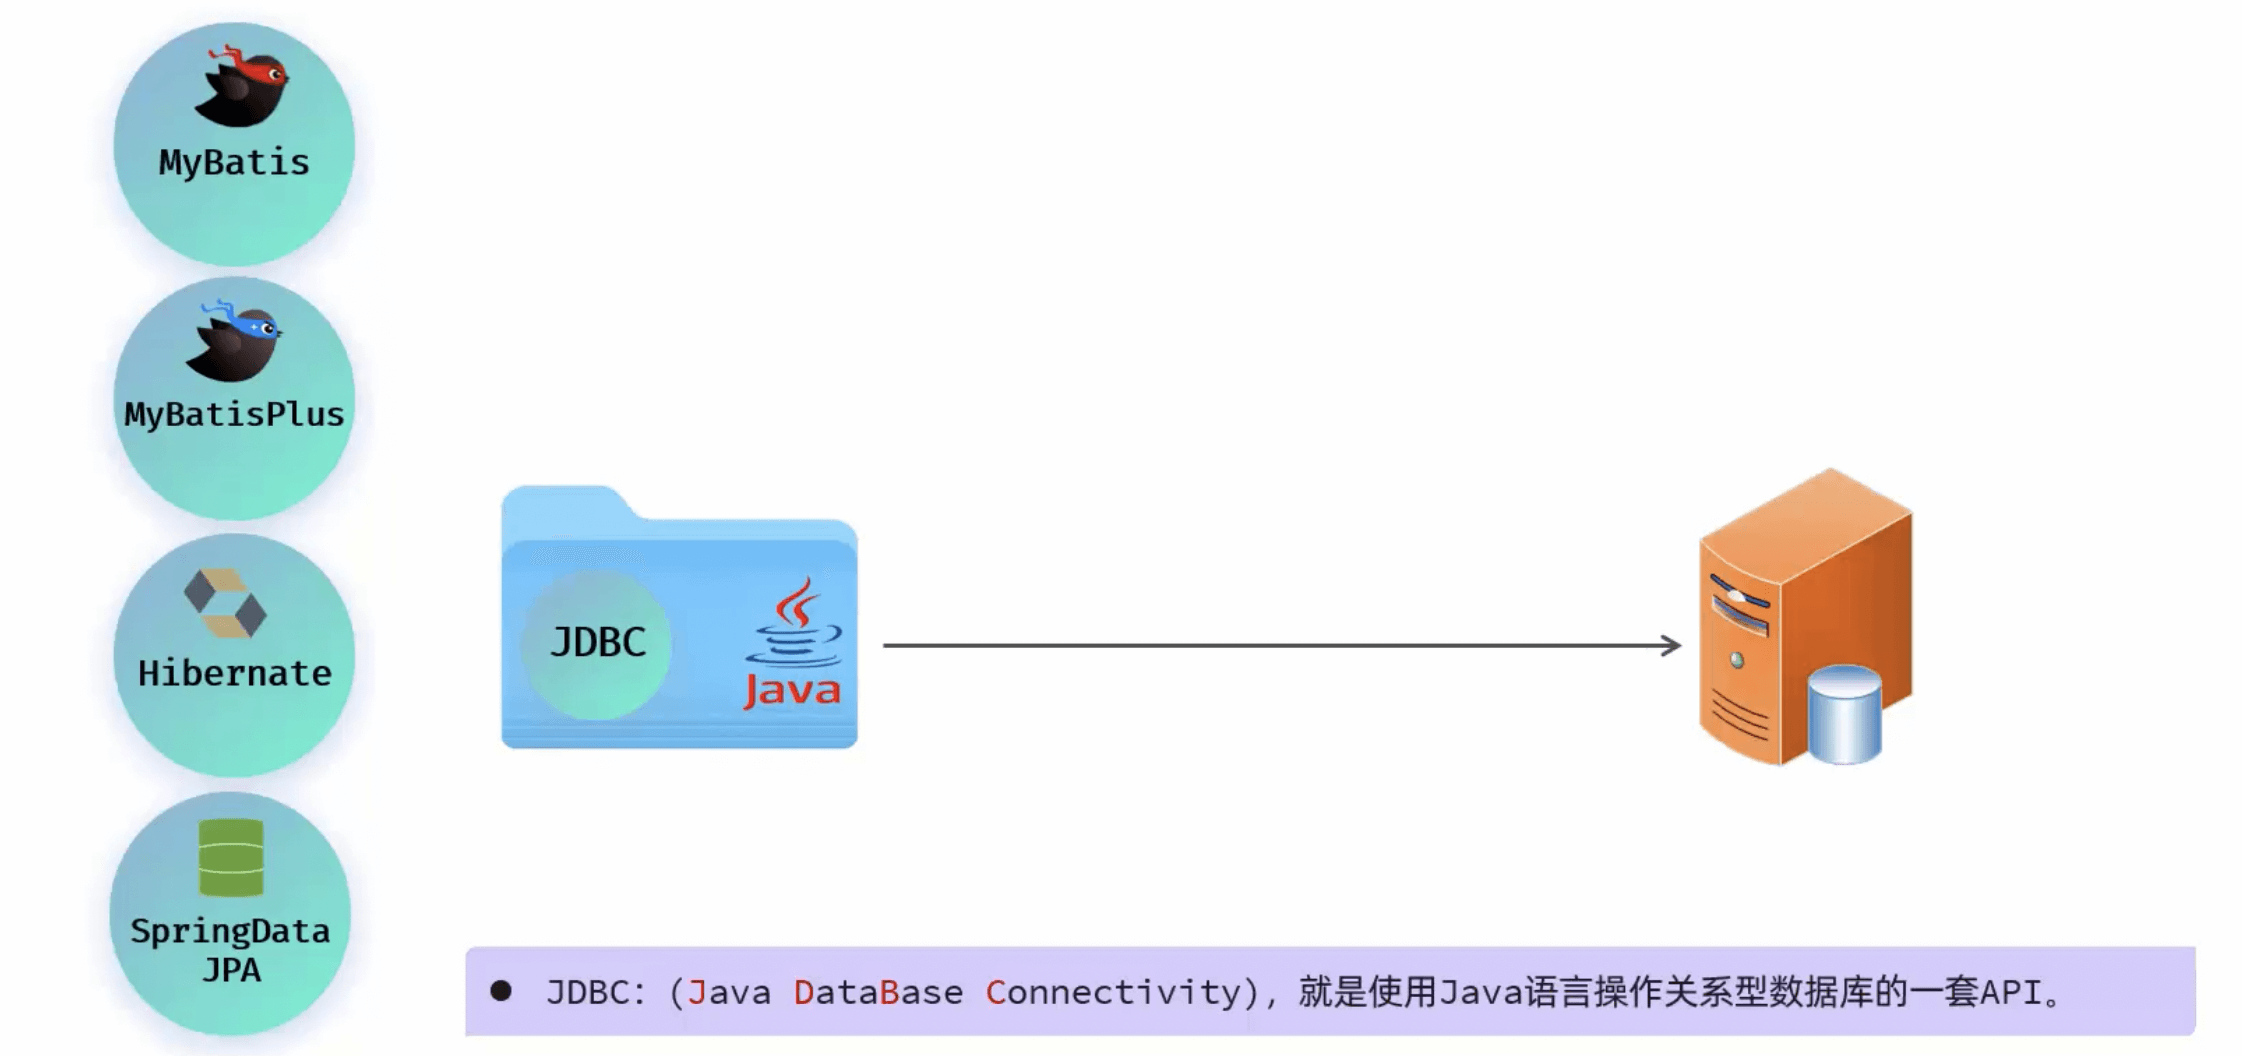 MyBatis
MyBatisPlus
Hibernate
SpringData
JPA
JDBC
Java
● JDBC：(Java DataBase Connectivity)，就是使用Java语言操作关系型数据库的一套API。